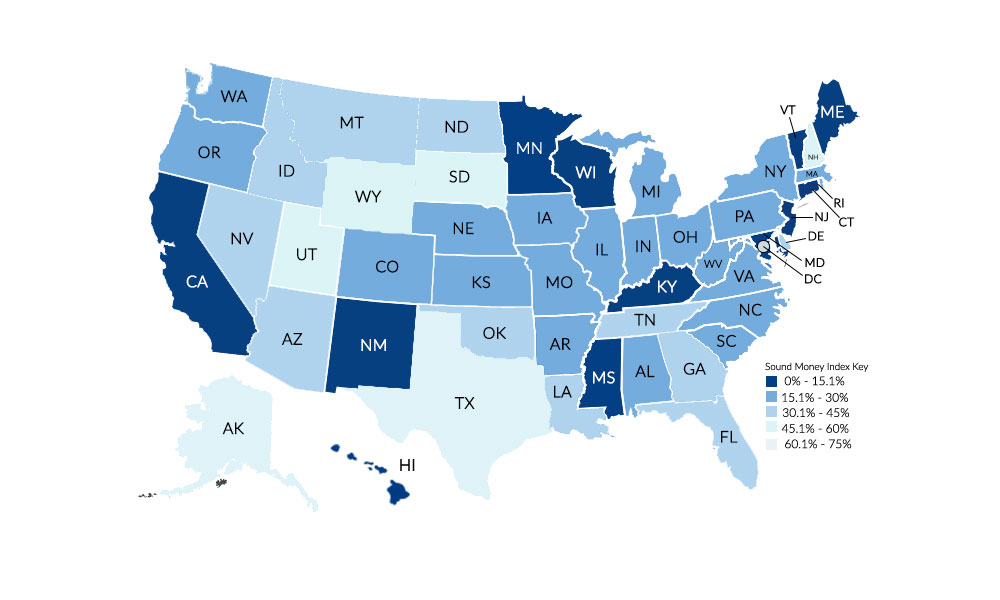 WA
MT
ND
MN
VT
ME
OR
ID
SD
WI
NH
MI
NY
MA
WY
RI
NV
UT
NE
IA
PA
NJ
CT
IL
IN
OH
DE
CO
WV
MD
CA
KS
MO
KY
VA
DC
NC
AZ
NM
OK
TN
AR
SC
MS
AL
GA
Sound Money Index Key
0% - 15.1%
15.1% - 30%
30.1% - 45%
45.1% - 60%
60.1% - 75%
TX
LA
AK
FL
HI